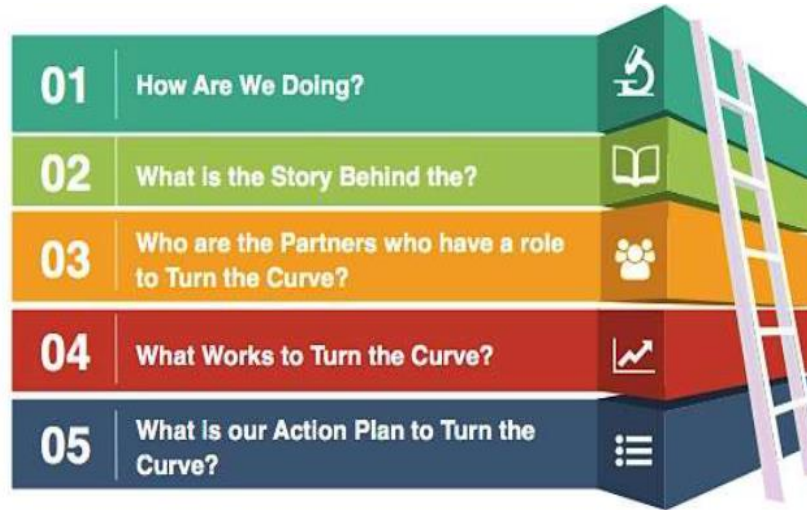 01
How Are We Doing?
02
What is the Story Behind the?
03
Who are the Partners who have a role
to Turn the Curve?
04
What Works to Turn the Curve?
05
What is our Action Plan to Turn the
Curve?